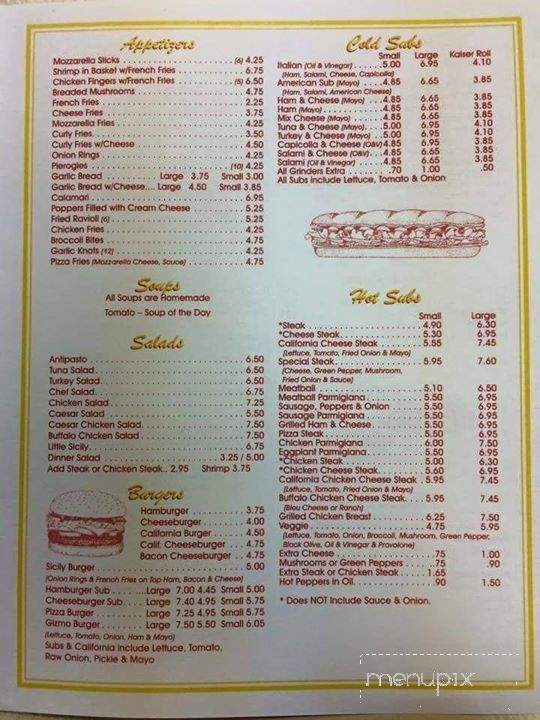 Appetizers
Mozzarella Sticks (6) 4.25
Shrimp in Basket w/French Fries 6.75
Chicken Fingers w/French Fries (5) 6.50
Breaded Mushrooms 4.75
French Fries 2.25
Cheese Fries 3.75
Mozzarella Fries 4.25
Curly Fries 3.50
Curly Fries w/Cheese 4.50
Onion Rings 4.25
Pierogies (10) 4.25
Garlic Bread Large 3.75 Small 3.00
Garlic Bread w/Cheese.... Large 4.50 Small 3.85
Calamari 6.95
Poppers Filled with Cream Cheese 5.25
Fried Ravioli (6) 5.25
Chicken Fries 4.25
Broccoli Bites 4.75
Garlic Knots (12) 4.25
Pizza Fries (Mozzarella Cheese, Sauce) 4.75
Soups
All Soups are Homemade
Tomato – Soup of the Day
Salads
Antipasto 6.50
Tuna Salad 6.50
Turkey Salad 6.50
Chef Salad 6.75
Chicken Salad 7.25
Caesar Salad 5.50
Caesar Chicken Salad 7.50
Buffalo Chicken Salad 7.50
Little Sicily 6.75
Dinner Salad 3.25 / 5.00
Add Steak or Chicken Steak.. 2.95 Shrimp 3.75
Burgers
Hamburger 3.75
Cheeseburger 4.00
California Burger 4.50
Calif. Cheeseburger 4.75
Bacon Cheeseburger 4.75
Sicily Burger 5.00
(Onion Rings & French Fries on Top Ham, Bacon & Cheese)
Hamburger Sub Large 7.00 4.45 Small 5.00
Cheeseburger Sub Large 7.40 4.95 Small 5.75
Pizza Burger Large 7.25 4.95 Small 5.75
Gizmo Burger Large 7.50 5.50 Small 6.05
(Lettuce, Tomato, Onion, Ham & Mayo)
Subs & California include Lettuce, Tomato,
Raw Onion, Pickle & Mayo
Cold Subs
Small Large Kaiser Roll
Italian (Oil & Vinegar) 5.00 6.95 4.10
(Ham, Salami, Cheese, Capicolla)
American Sub (Mayo) 4.85 6.65 3.85
(Ham, Salami, American Cheese)
Ham & Cheese (Mayo) 4.85 6.65 3.85
Ham (Mayo) 4.85 6.65 3.85
Mix Cheese (Mayo) 4.85 6.65 3.85
Tuna & Cheese (Mayo) 5.00 6.95 4.10
Turkey & Cheese (Mayo) 5.00 6.95 4.10
Capicolla & Cheese (O&V) 4.85 6.95 3.85
Salami & Cheese (O&V) 4.85 6.65 3.85
Salami (Oil & Vinegar) 4.85 6.65 3.85
All Grinders Extra .70 1.00 .50
All Subs include Lettuce, Tomato & Onion
Hot Subs
Small Large
*Steak 4.90 6.30
*Cheese Steak 5.30 6.95
California Cheese Steak 5.55 7.45
(Lettuce, Tomato, Fried Onion & Mayo)
Special Steak 5.95 7.60
(Cheese, Green Pepper, Mushroom,
Fried Onion & Sauce)
Meatball 5.10 6.50
Meatball Parmigiana 5.50 6.95
Sausage, Peppers & Onion 5.50 6.95
Sausage Parmigiana 5.50 6.95
Grilled Ham & Cheese 5.50 6.95
Pizza Steak 5.50 6.95
Chicken Parmigiana 6.00 7.50
Eggplant Parmigiana 5.50 6.95
*Chicken Steak 5.00 6.30
*Chicken Cheese Steak 5.60 6.95
California Chicken Cheese Steak . 5.95 7.45
(Lettuce, Tomato, Fried Onion & Mayo)
Buffalo Chicken Cheese Steak. . 5.95 7.45
(Bleu Cheese or Ranch)
Grilled Chicken Breast 6.25 7.50
Veggie 4.75 5.95
(Lettuce, Tomato, Onion, Broccoli, Mushroom, Green Pepper,
Black Olive, Oil & Vinegar & Provolone)
Extra Cheese .75 1.00
Mushrooms or Green Peppers .75 .90
Extra Steak or Chicken Steak 1.65
Hot Peppers in Oil .90 1.50
* Does NOT Include Sauce & Onion.
menupix